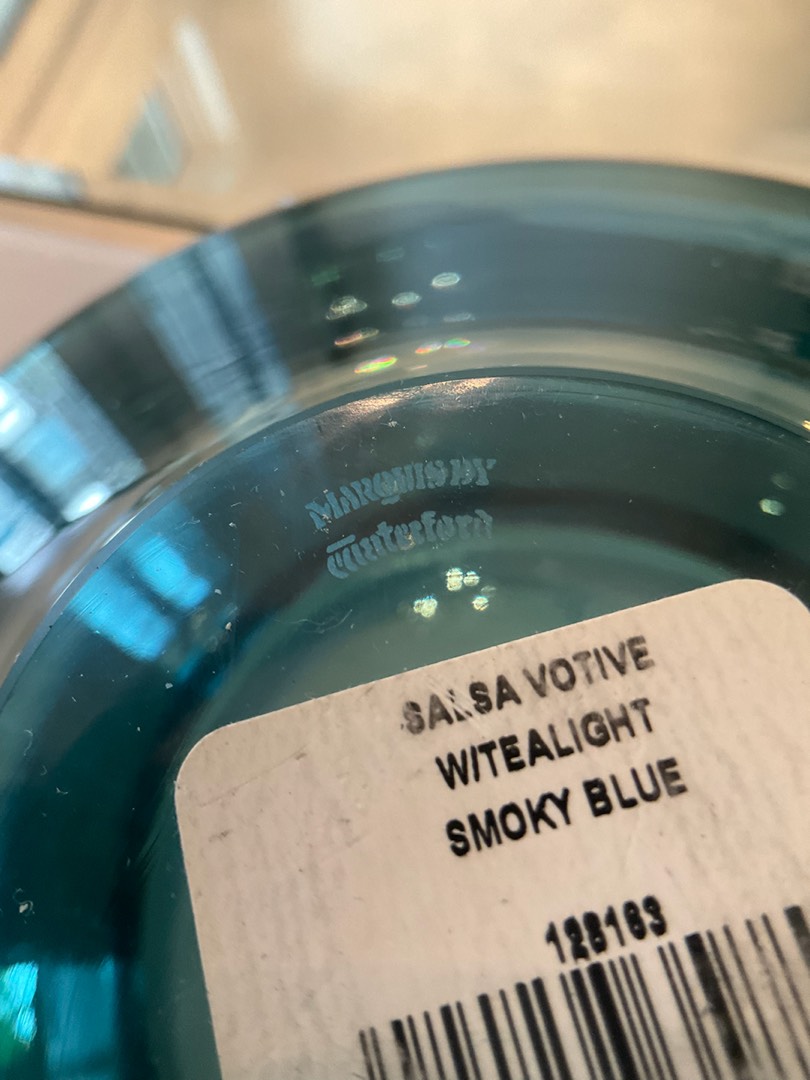 MARQUIS BY
Waterford
SALSA VOTIVE
W/TEALIGHT
SMOKY BLUE
128163